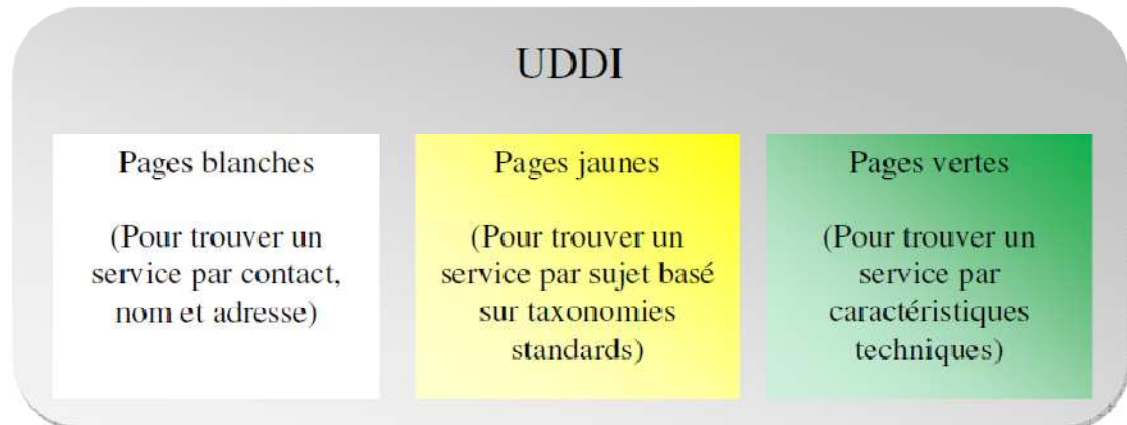 UDDI
Pages blanches
(Pour trouver un
service par contact,
nom et adresse)
Pages jaunes
(Pour trouver un
service par sujet basé
sur taxonomies
standards)
Pages vertes
(Pour trouver un
service par
caractéristiques
techniques)